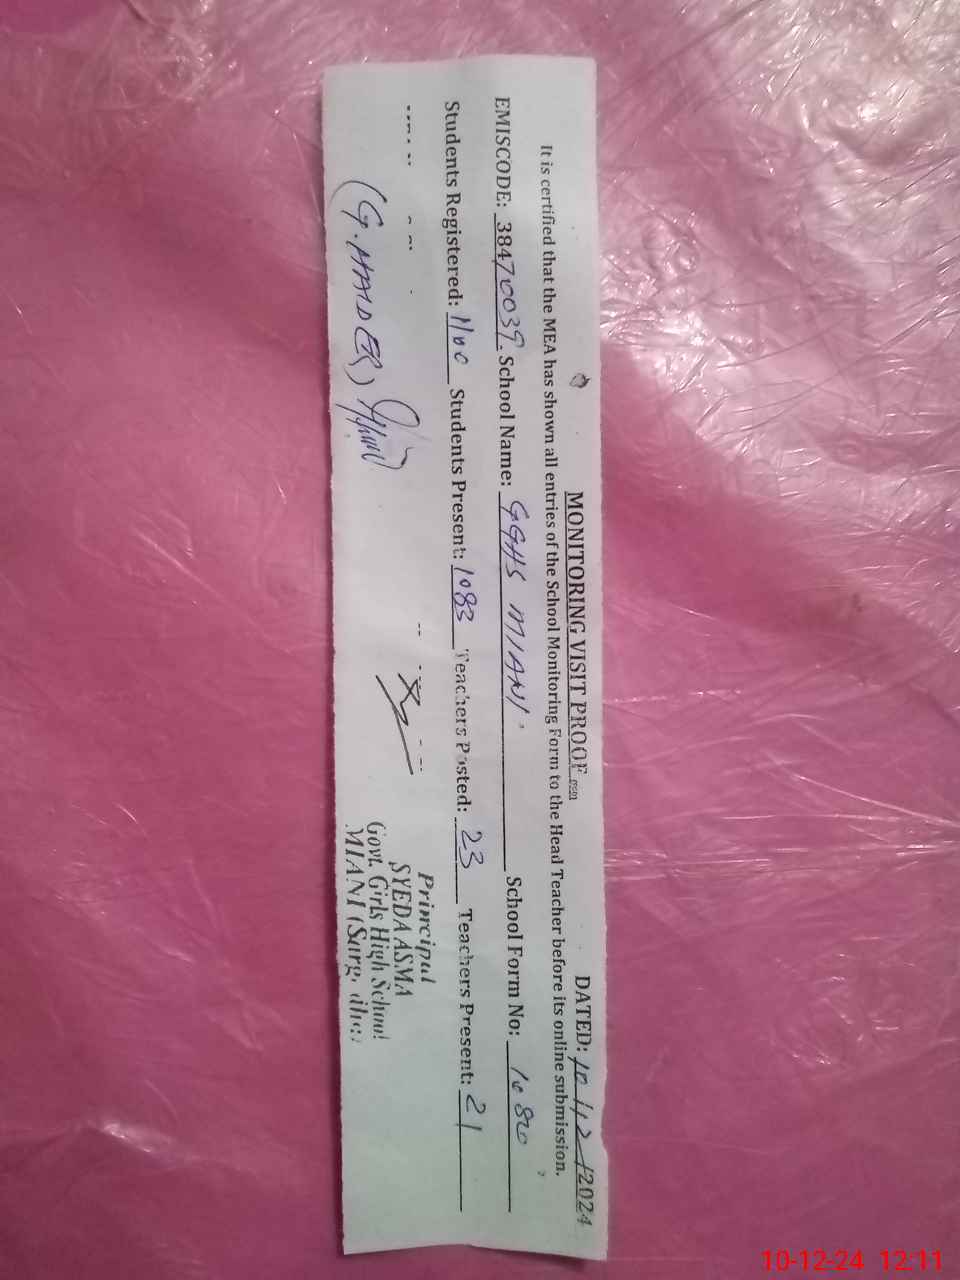 MONITORING VISIT PROOF
DATED: 10/12/2024
It is certified that the MEA has shown all entries of the School Monitoring Form to the Head Teacher before its online submission.
EMISCODE: 38470039. School Name: GGHS MIANI. School Form No: 1080
Students Registered: 1100 Students Present: 1083 Teachers Posted: 23 Teachers Present: 21
(G. HAIDER)
Principal
SYEDA ASMA
Govt. Girls High School
MIANI
10-12-24 12:11